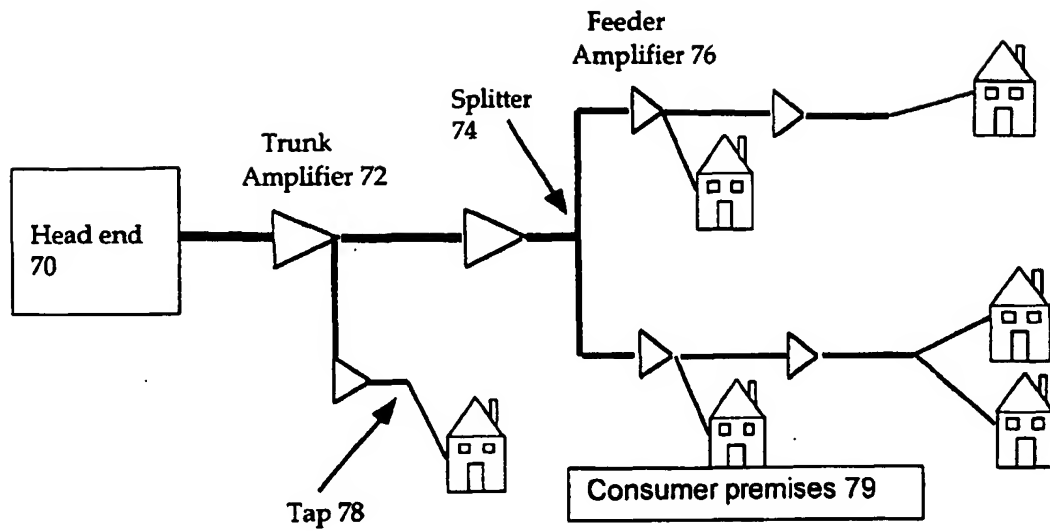 Feeder
Amplifier 76
Splitter
74
Trunk
Amplifier 72
Head end
70
Tap 78
Consumer premises 79